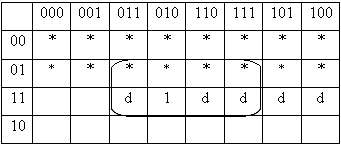 000 001 011 010 110 111 101 100
00 * * * * * * * *
01 * * * * * * * *
11 d 1 d d d d
10